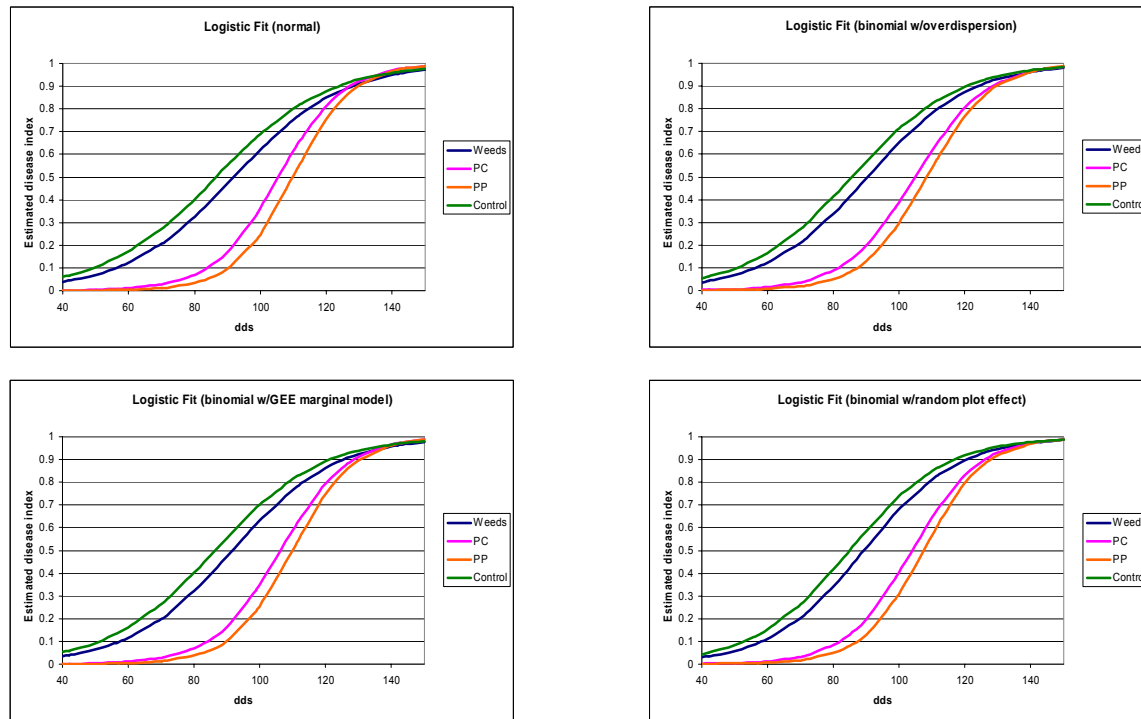 Logistic Fit (normal)
Estimated disease index
1
0.9
0.8
0.7
0.6
0.5
0.4
0.3
0.2
0.1
0
40 60 80 100 120 140
dds
Weeds
PC
PP
Control
Logistic Fit (binomial w/overdispersion)
Estimated disease index
1
0.9
0.8
0.7
0.6
0.5
0.4
0.3
0.2
0.1
0
40 60 80 100 120 140
dds
Weeds
PC
PP
Control
Logistic Fit (binomial w/GEE marginal model)
Estimated disease index
1
0.9
0.8
0.7
0.6
0.5
0.4
0.3
0.2
0.1
0
40 60 80 100 120 140
dds
Weeds
PC
PP
Control
Logistic Fit (binomial w/random plot effect)
Estimated disease index
1
0.9
0.8
0.7
0.6
0.5
0.4
0.3
0.2
0.1
0
40 60 80 100 120 140
dds
Weeds
PC
PP
Control